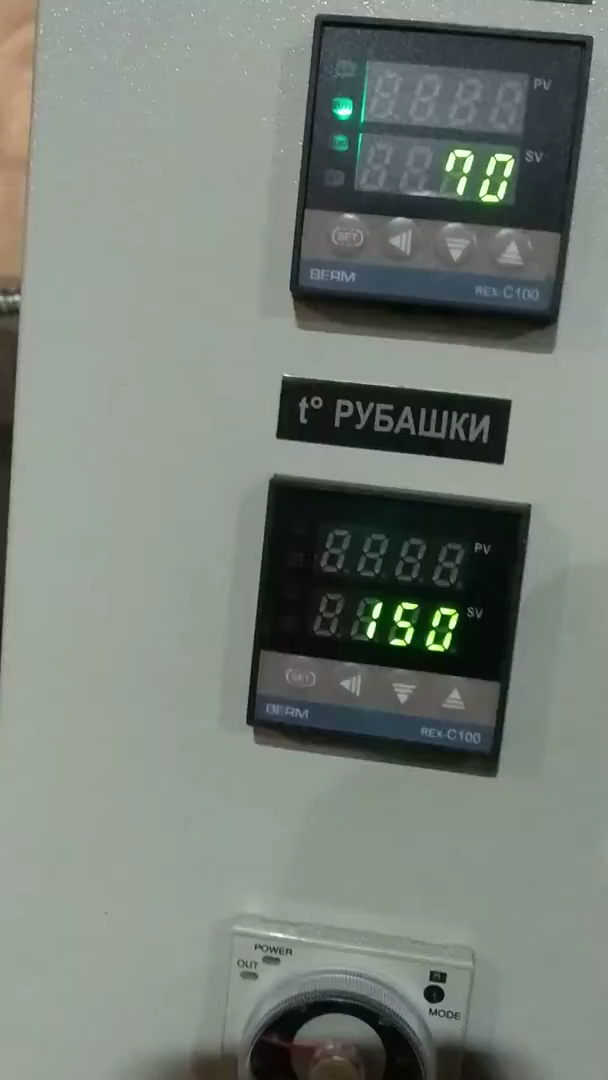 PV
SV
70
SET
BERM
REX-C100
t° РУБАШКИ
PV
SV
150
SET
BERM
REX-C100
POWER
OUT
MODE